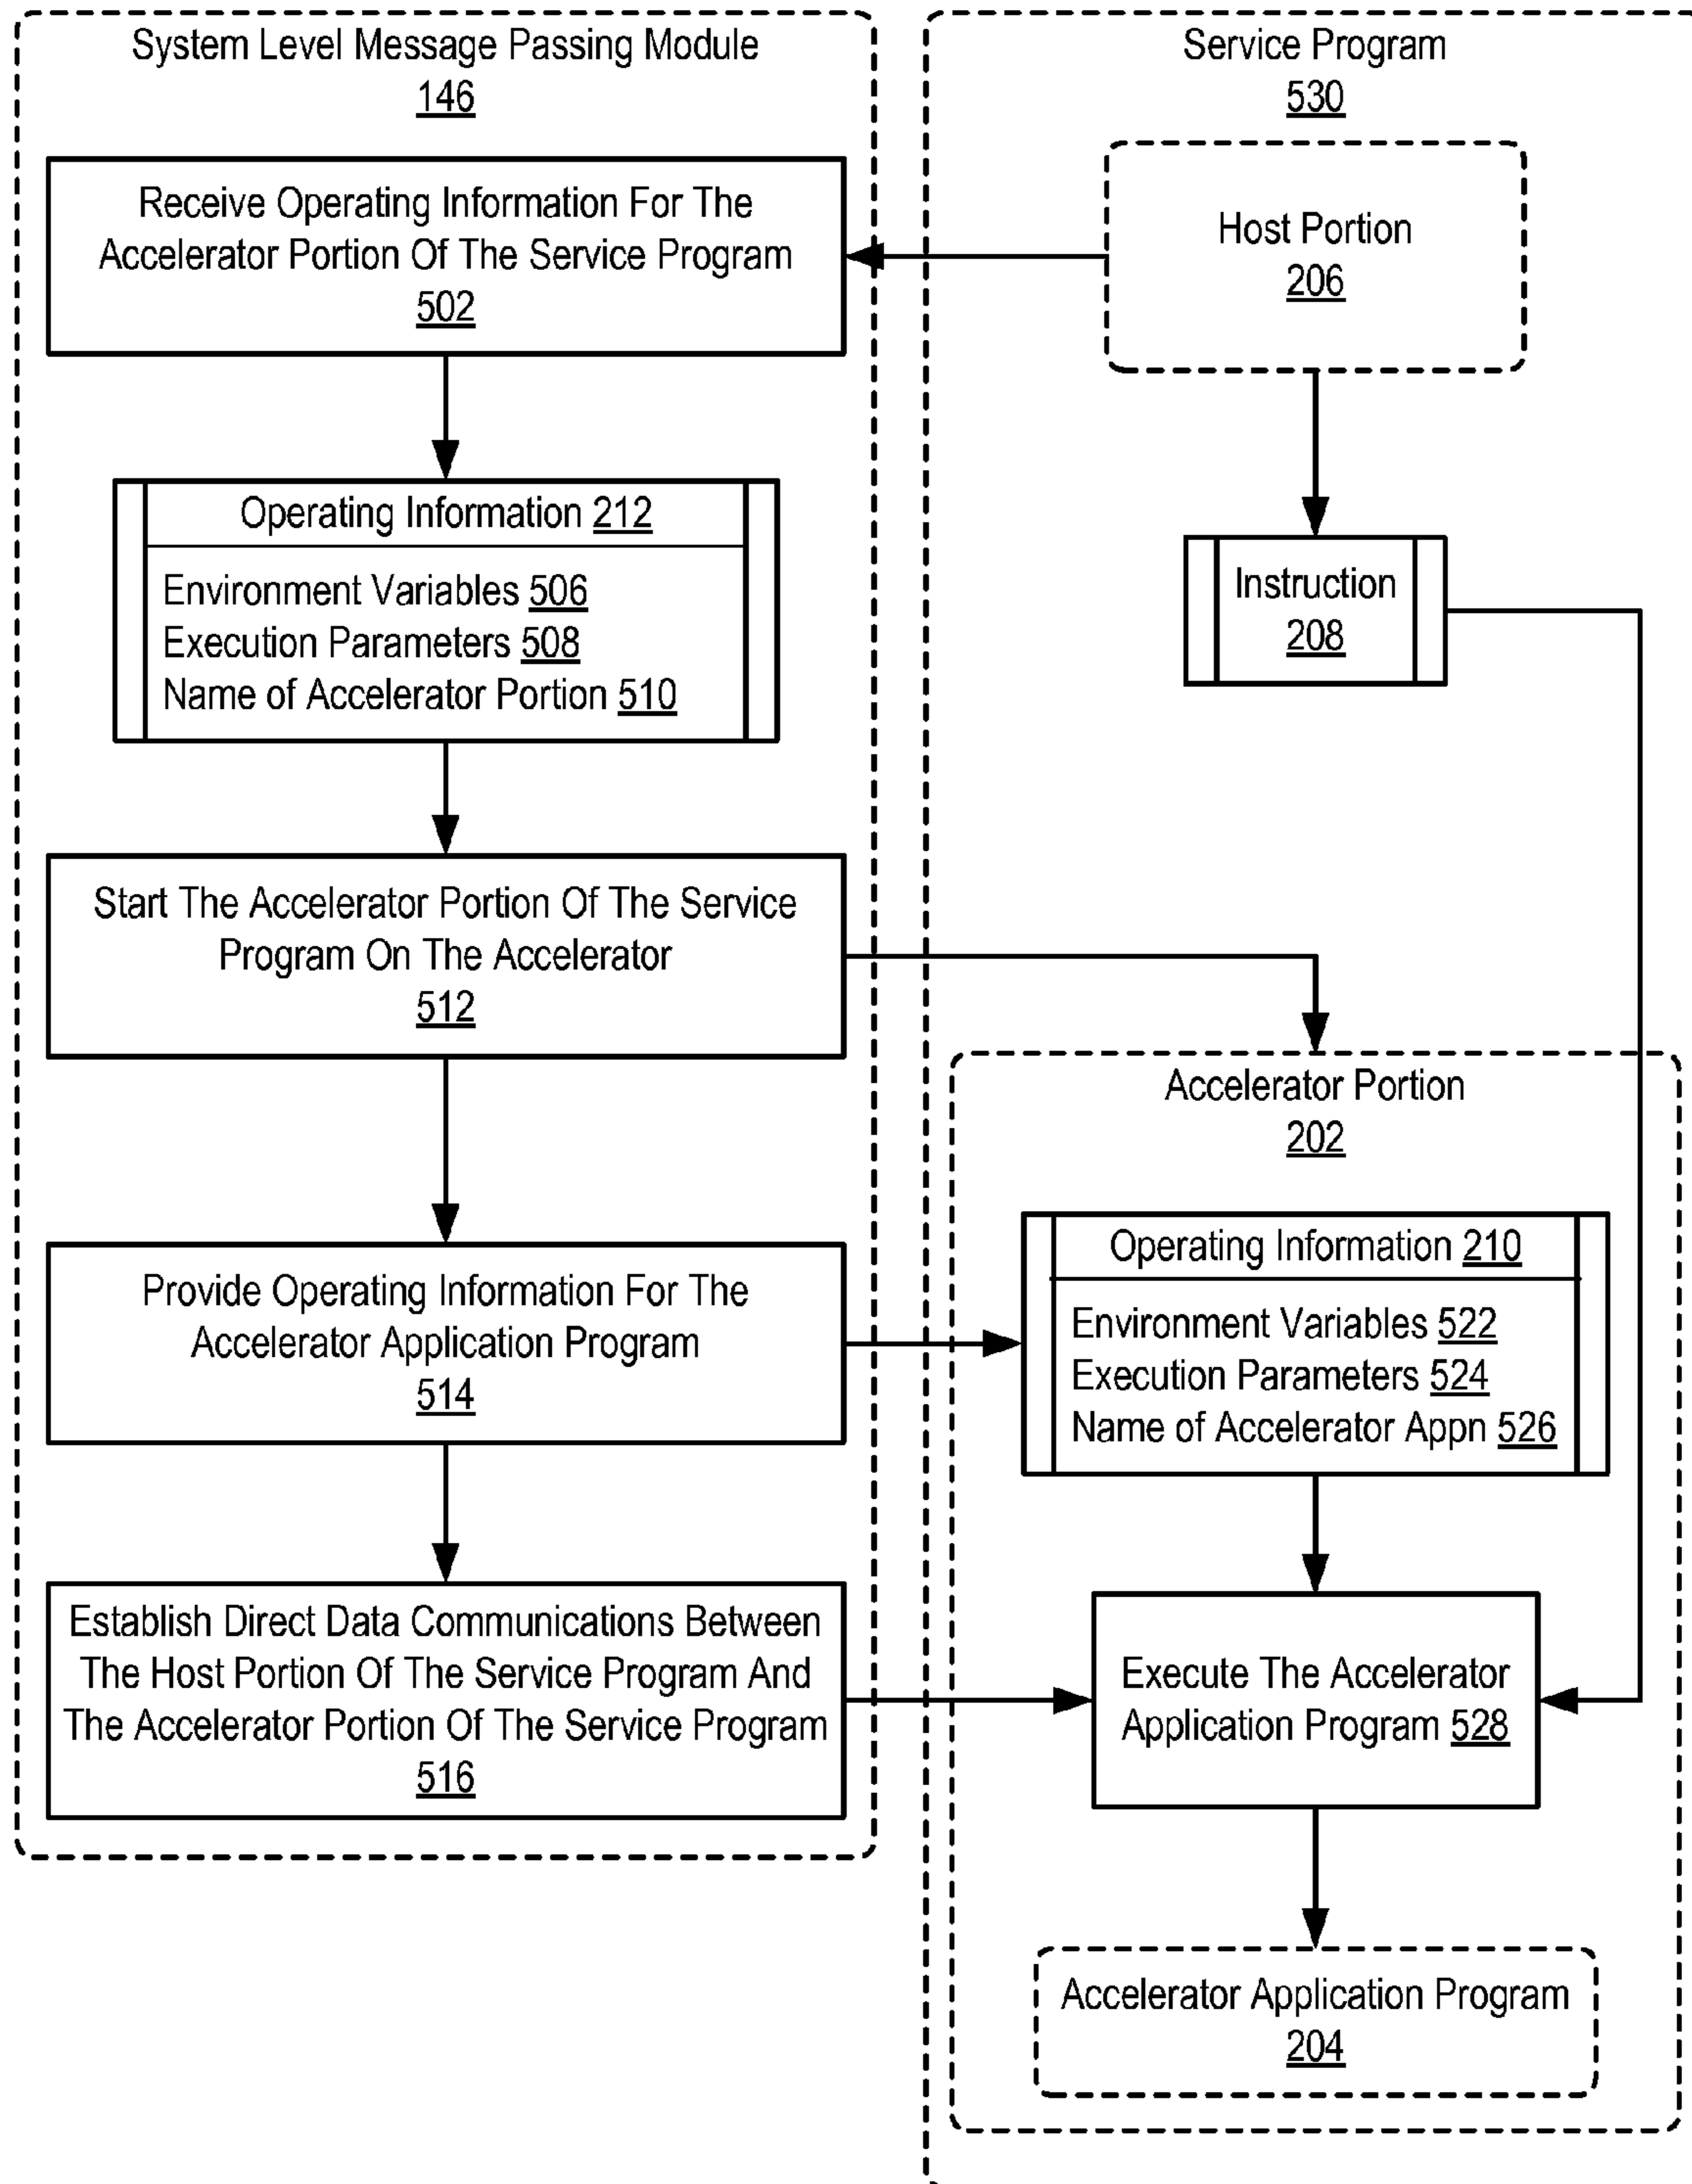 System Level Message Passing Module
146
Receive Operating Information For The
Accelerator Portion Of The Service Program
502
Operating Information 212
Environment Variables 506
Execution Parameters 508
Name of Accelerator Portion 510
Start The Accelerator Portion Of The Service
Program On The Accelerator
512
Provide Operating Information For The
Accelerator Application Program
514
Establish Direct Data Communications Between
The Host Portion Of The Service Program And
The Accelerator Portion Of The Service Program
516
Service Program
530
Host Portion
206
Instruction
208
Accelerator Portion
202
Operating Information 210
Environment Variables 522
Execution Parameters 524
Name of Accelerator Appn 526
Execute The Accelerator
Application Program 528
Accelerator Application Program
204